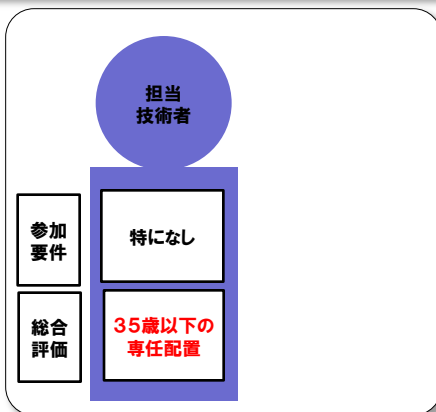 担当
技術者
参加
要件
特になし
総合
評価
35歳以下の
専任配置